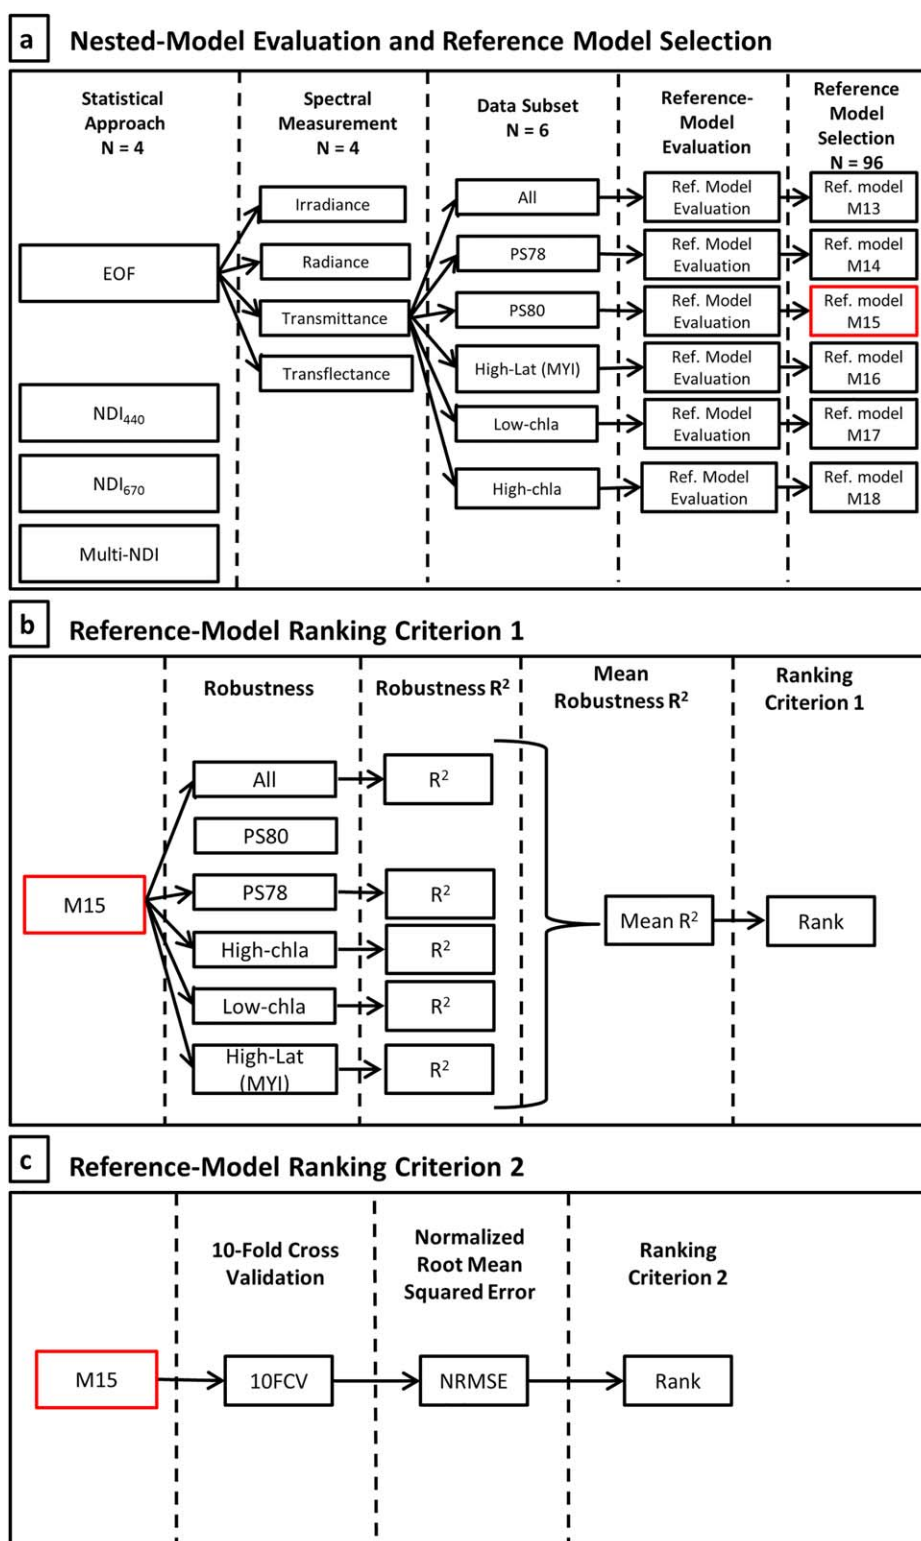 a
Nested-Model Evaluation and Reference Model Selection
Statistical
Approach
N = 4
Spectral
Measurement
N = 4
Data Subset
N = 6
Reference-
Model
Evaluation
Reference
Model
Selection
N = 96
EOF
NDI440
NDI670
Multi-NDI
Irradiance
Radiance
Transmittance
Transflectance
All
PS78
PS80
High-Lat (MYI)
Low-chla
High-chla
Ref. Model
Evaluation
Ref. Model
Evaluation
Ref. Model
Evaluation
Ref. Model
Evaluation
Ref. Model
Evaluation
Ref. Model
Evaluation
Ref. model
M13
Ref. model
M14
Ref. model
M15
Ref. model
M16
Ref. model
M17
Ref. model
M18
b
Reference-Model Ranking Criterion 1
Robustness
Robustness R²
Mean
Robustness R²
Ranking
Criterion 1
M15
All
PS80
PS78
High-chla
Low-chla
High-Lat
(MYI)
R²
R²
R²
R²
R²
Mean R²
Rank
c
Reference-Model Ranking Criterion 2
10-Fold Cross
Validation
Normalized
Root Mean
Squared Error
Ranking
Criterion 2
M15
10FCV
NRMSE
Rank